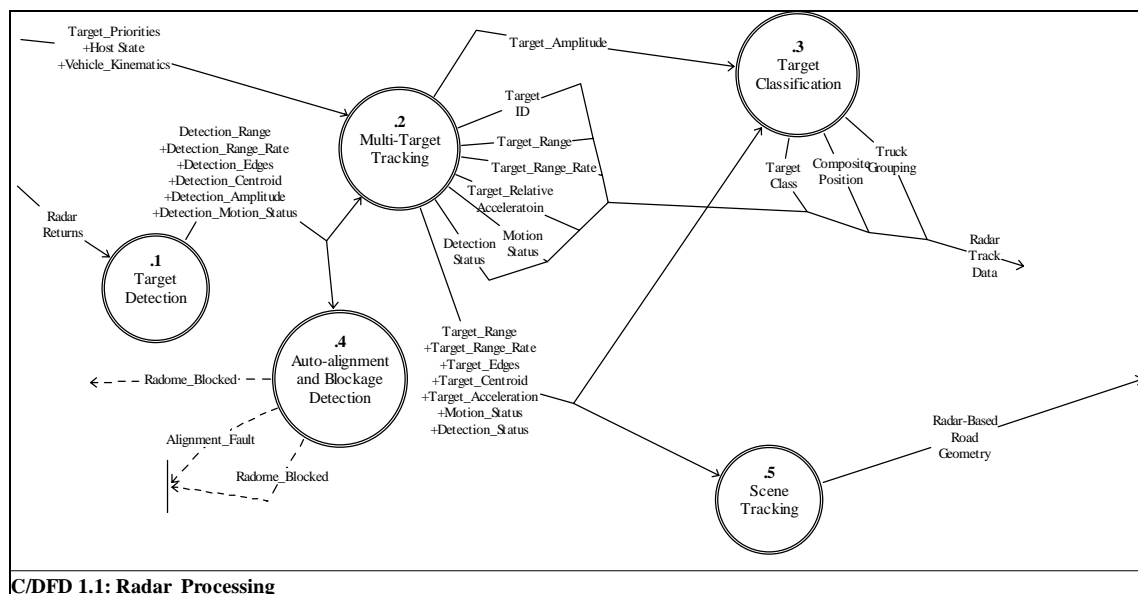 Target_Priorities
+Host State
+Vehicle_Kinematics
Target_Amplitude
.3
Target
Classification
.2
Multi-Target
Tracking
Target
ID
Target_Range
Target_Range_Rate
Target_Relative
Acceleratoin
Motion
Status
Detection
Status
Detection_Range
+Detection_Range_Rate
+Detection_Edges
+Detection_Centroid
+Detection_Amplitude
+Detection_Motion_Status
Target
Class
Composite
Position
Truck
Grouping
Radar
Returns
.1
Target
Detection
Radar
Track
Data
.4
Auto-alignment
and Blockage
Detection
Target_Range
+Target_Range_Rate
+Target_Edges
+Target_Centroid
+Target_Acceleration
+Motion_Status
+Detection_Status
Radome_Blocked
Alignment_Fault
Radome_Blocked
Radar-Based
Road
Geometry
.5
Scene
Tracking
C/DFD 1.1: Radar Processing